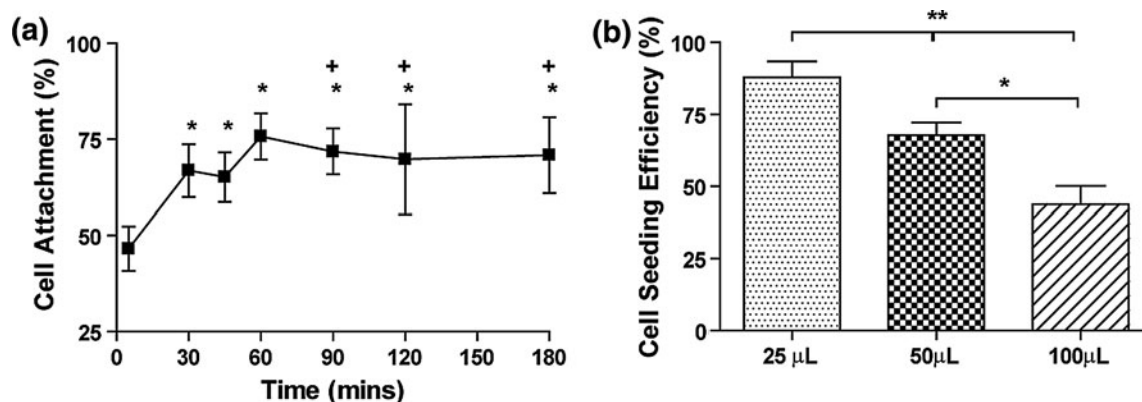 (a)
Cell Attachment (%)
100
75
50
25
* * * + * + * + *
0 30 60 90 120 150 180
Time (mins)
(b)
Cell Seeding Efficiency (%)
100
75
50
25
0
**
*
25 μL 50μL 100μL